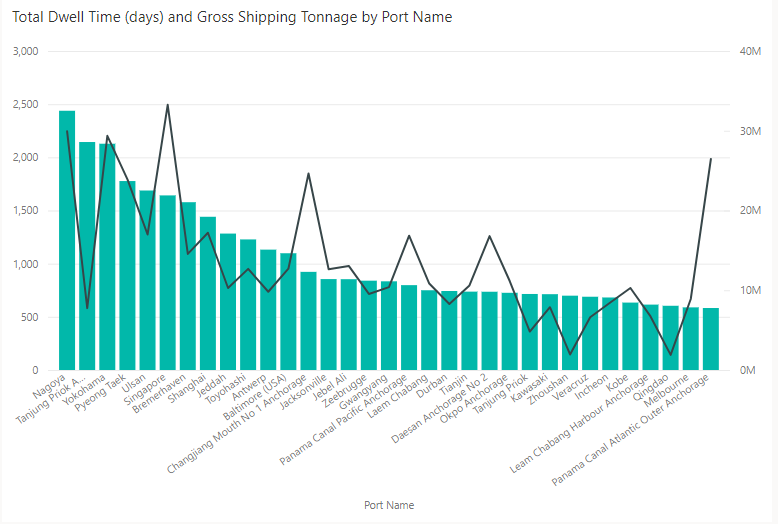 Total Dwell Time (days) and Gross Shipping Tonnage by Port Name
3,000
2,500
2,000
1,500
1,000
500
0
40M
30M
20M
10M
0M
Nagoya
Tanjung Priok A...
Yokohama
Pyeong Taek
Ulsan
Singapore
Bremerhaven
Shanghai
Jeddah
Toyohashi
Antwerp
Baltimore (USA)
Changjiang Mouth No 1 Anchorage
Jacksonville
Jebel Ali
Zeebrugge
Gwangyang
Panama Canal Pacific Anchorage
Laem Chabang
Durban
Tianjin
Daesan Anchorage No 2
Okpo Anchorage
Tanjung Priok
Kawasaki
Zhoushan
Veracruz
Incheon
Kobe
Leam Chabang Harbour Anchorage
Qingdao
Melbourne
Panama Canal Atlantic Outer Anchorage
Port Name